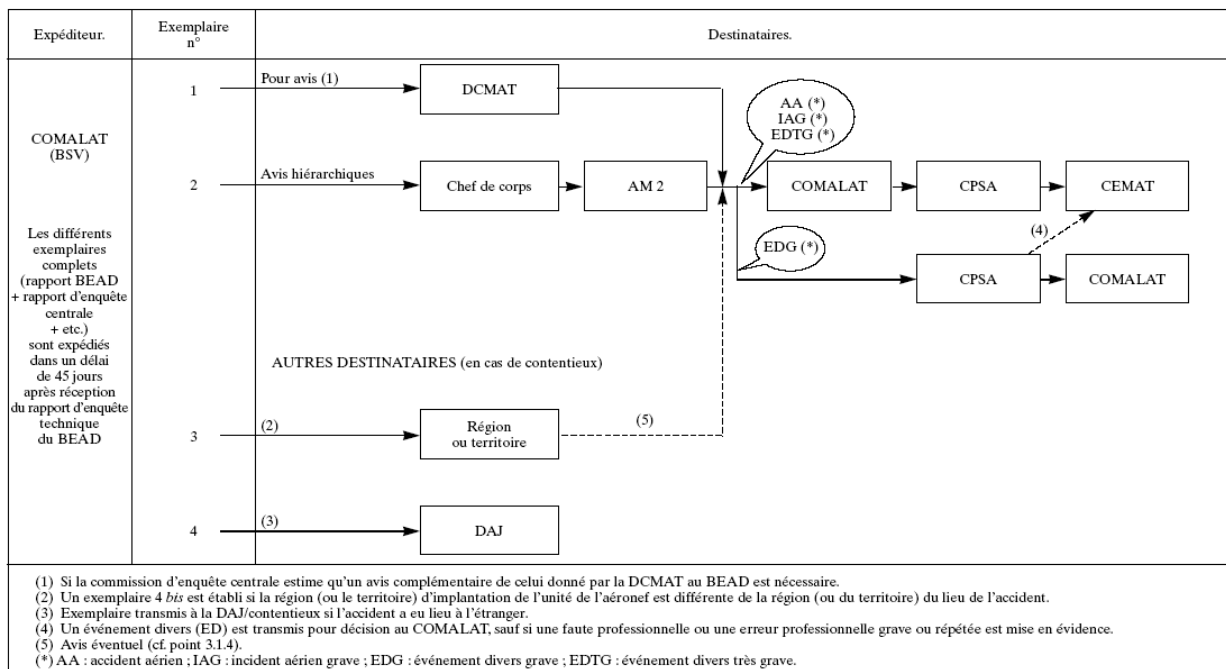 Expéditeur.
Exemplaire
n°
Destinataires.
1
Pour avis (1)
DCMAT
AA (*)
IAG (*)
EDTG (*)
COMALAT
(BSV)
2
Avis hiérarchiques
Chef de corps
AM 2
COMALAT
CPSA
CEMAT
(4)
EDG (*)
CPSA
COMALAT
Les différents
exemplaires
complets
(rapport BEAD
+ rapport d'enquête
centrale
+ etc.)
sont expédiés
dans un délai
de 45 jours
après réception
du rapport d'enquête
technique
du BEAD
AUTRES DESTINATAIRES (en cas de contentieux)
3
(2)
Région
ou territoire
(5)
4
(3)
DAJ
(1) Si la commission d'enquête centrale estime qu'un avis complémentaire de celui donné par la DCMAT au BEAD est nécessaire.
(2) Un exemplaire 4 bis est établi si la région (ou le territoire) d'implantation de l'unité de l'aéronef est différente de la région (ou du territoire) du lieu de l'accident.
(3) Exemplaire transmis à la DAJ/contentieux si l'accident a eu lieu à l'étranger.
(4) Un événement divers (ED) est transmis pour décision au COMALAT, sauf si une faute professionnelle ou une erreur professionnelle grave ou répétée est mise en évidence.
(5) Avis éventuel (cf. point 3.1.4).
(*) AA : accident aérien ; IAG : incident aérien grave ; EDG : événement divers grave ; EDTG : événement divers très grave.